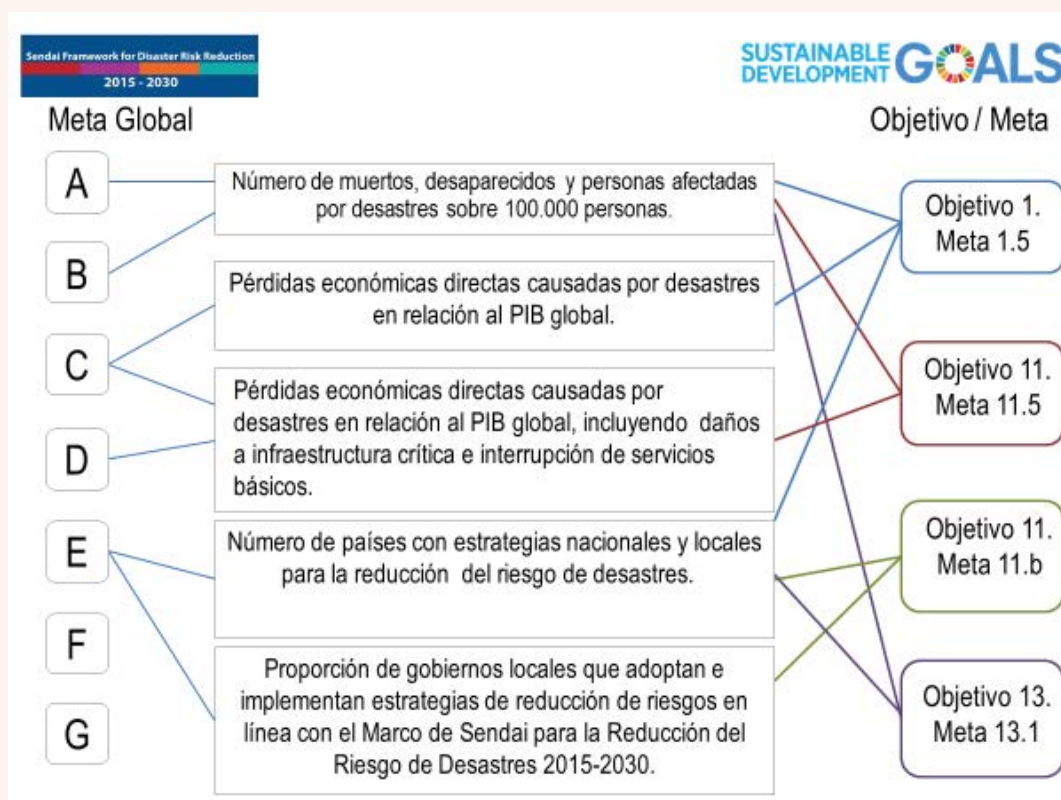 Sendai Framework for Disaster Risk Reduction
2015 - 2030
SUSTAINABLE
DEVELOPMENT
GOALS
Meta Global
Objetivo / Meta
A
B
C
D
E
F
G
Número de muertos, desaparecidos y personas afectadas
por desastres sobre 100.000 personas.
Pérdidas económicas directas causadas por desastres
en relación al PIB global.
Pérdidas económicas directas causadas por
desastres en relación al PIB global, incluyendo daños
a infraestructura crítica e interrupción de servicios
básicos.
Número de países con estrategias nacionales y locales
para la reducción del riesgo de desastres.
Proporción de gobiernos locales que adoptan e
implementan estrategias de reducción de riesgos en
línea con el Marco de Sendai para la Reducción del
Riesgo de Desastres 2015-2030.
Objetivo 1.
Meta 1.5
Objetivo 11.
Meta 11.5
Objetivo 11.
Meta 11.b
Objetivo 13.
Meta 13.1